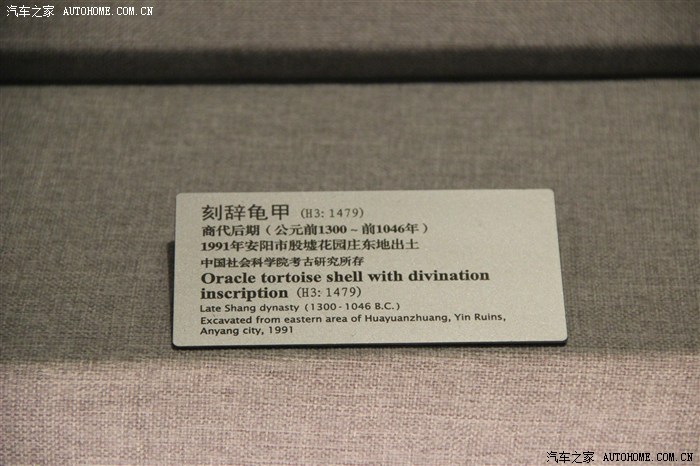 汽车之家 AUTOHOME.COM.CN
刻辞龟甲 (H3: 1479)
商代后期（公元前1300 ~ 前1046年）
1991年安阳市殷墟花园庄东地出土
中国社会科学院考古研究所存
Oracle tortoise shell with divination
inscription (H3: 1479)
Late Shang dynasty (1300 - 1046 B.C.)
Excavated from eastern area of Huayuanzhuang, Yin Ruins,
Anyang city, 1991
汽车之家 AUTOHOME.COM.CN